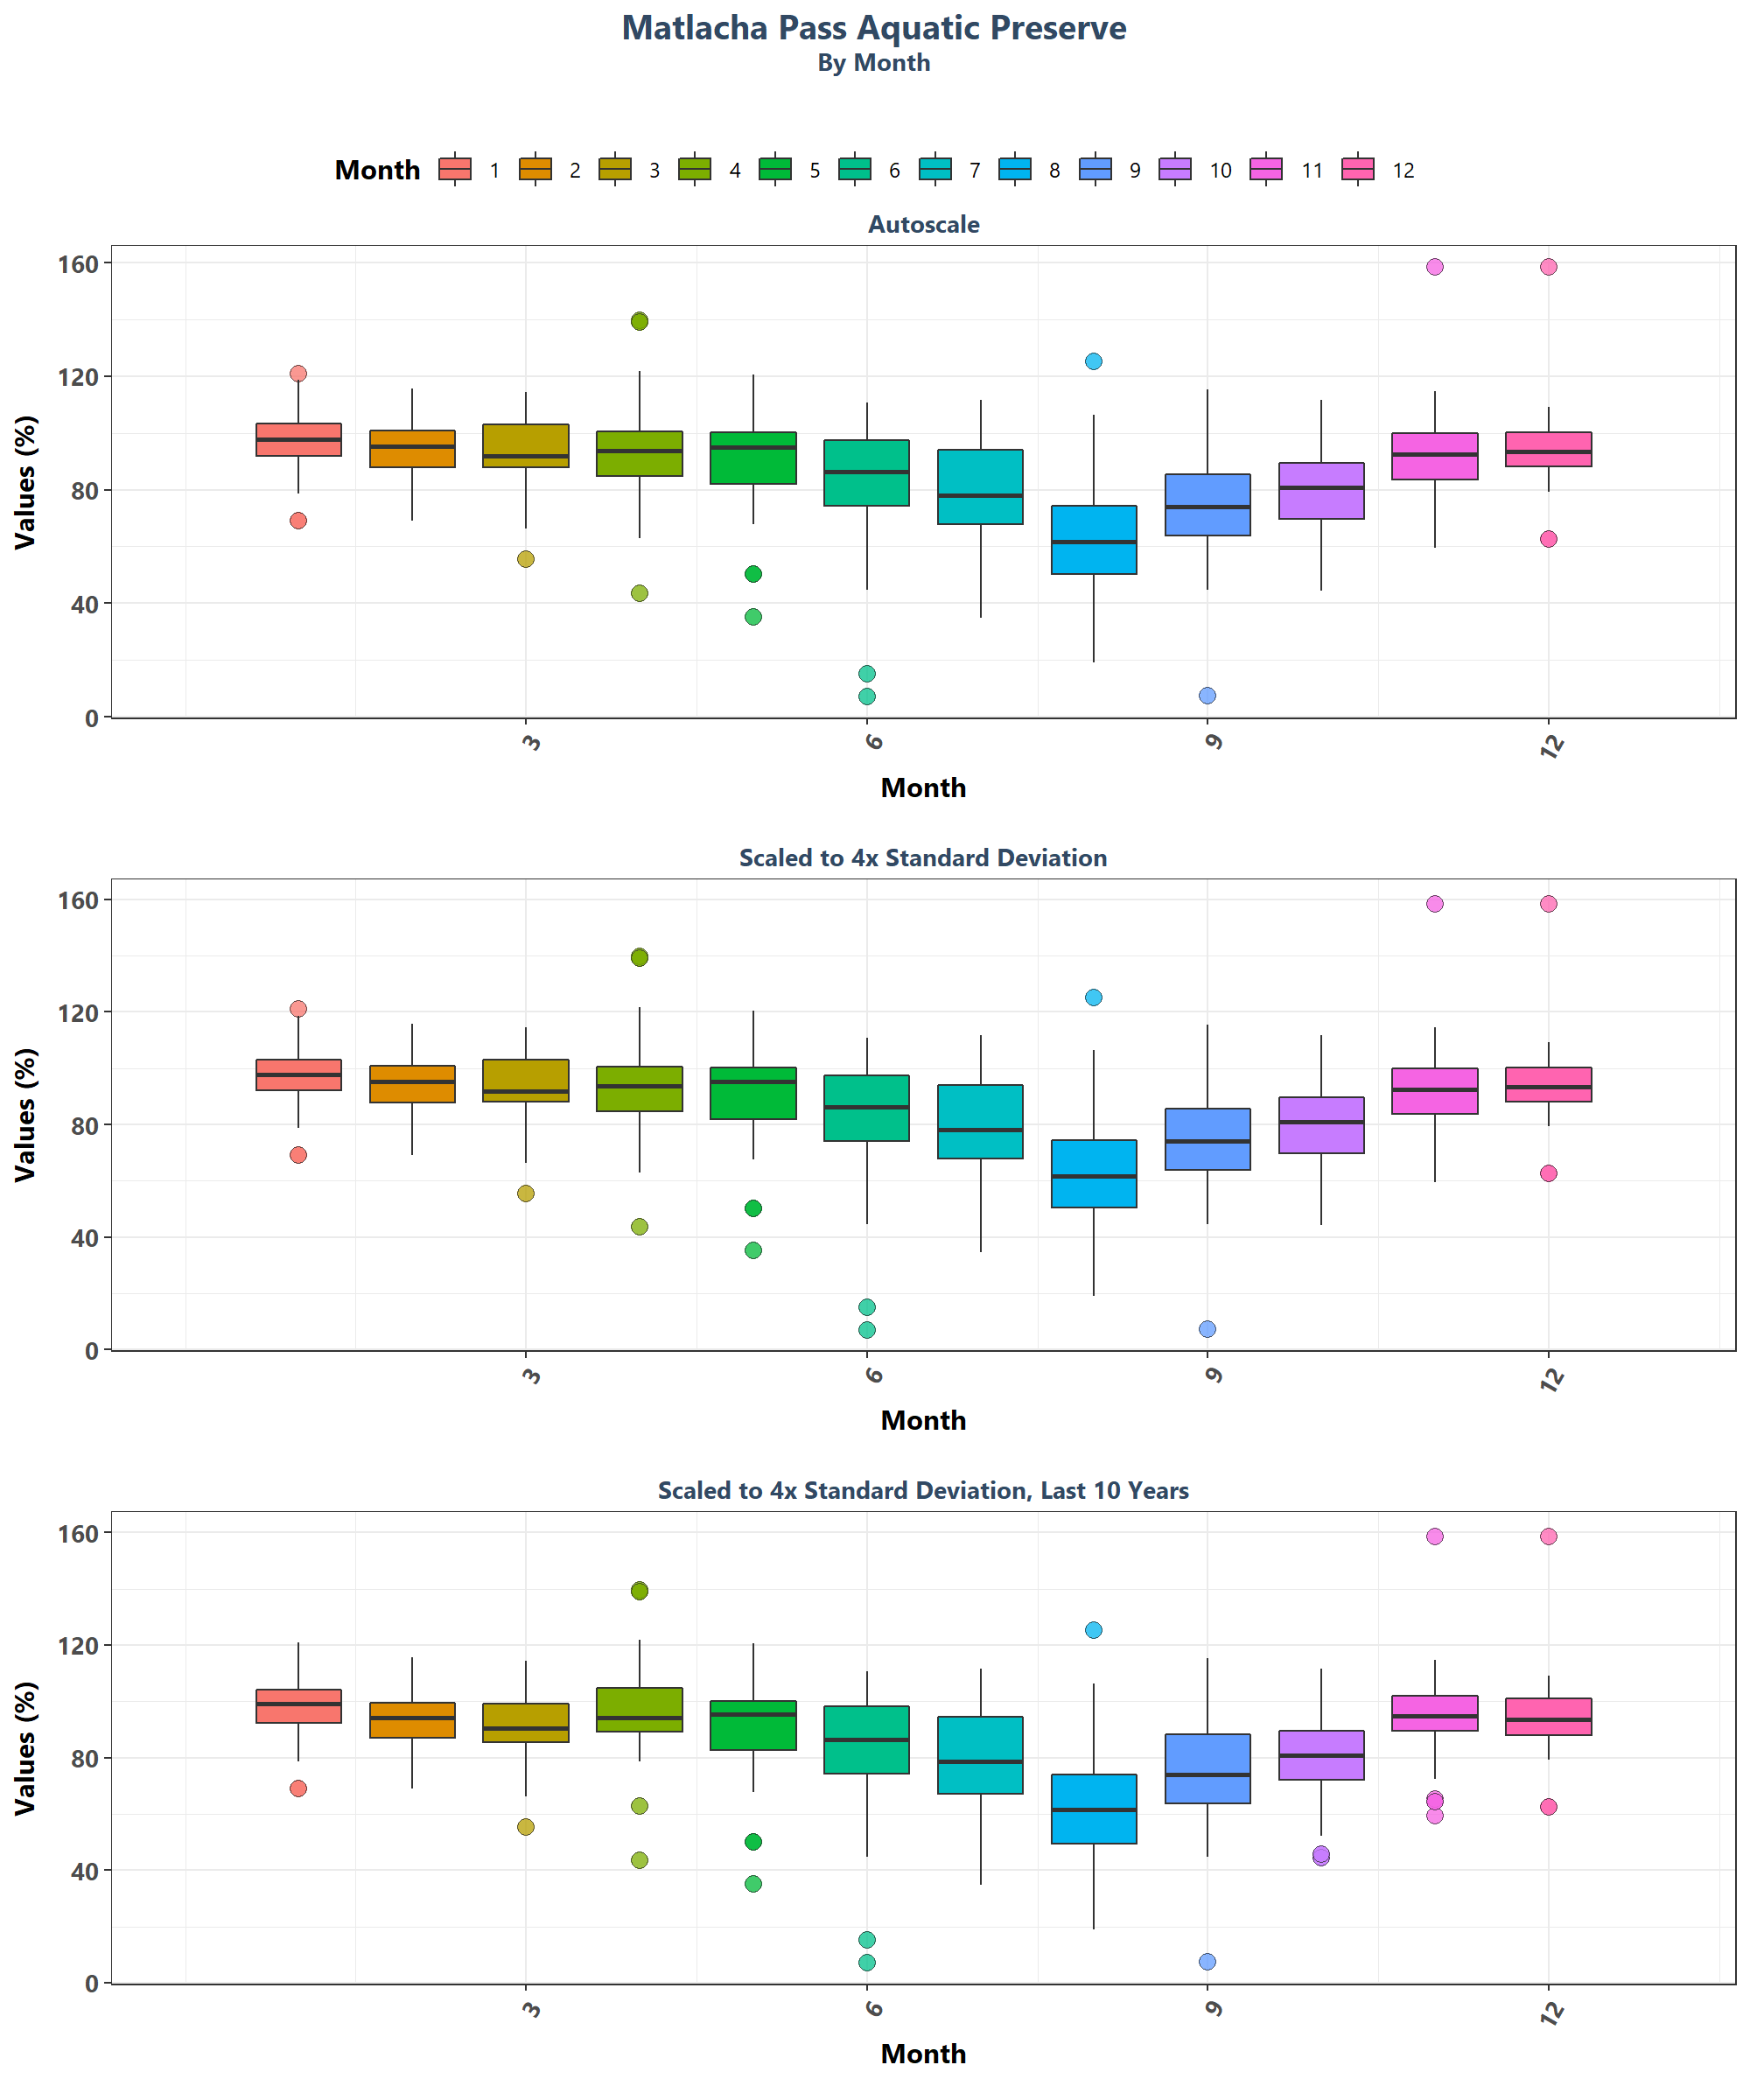 Matlacha Pass Aquatic Preserve
By Month
Month 1 2 3 4 5 6 7 8 9 10 11 12
Autoscale
160
120
80
40
0
Values (%)
3 6 9 12
Month
Scaled to 4x Standard Deviation
160
120
80
40
0
Values (%)
3 6 9 12
Month
Scaled to 4x Standard Deviation, Last 10 Years
160
120
80
40
0
Values (%)
3 6 9 12
Month